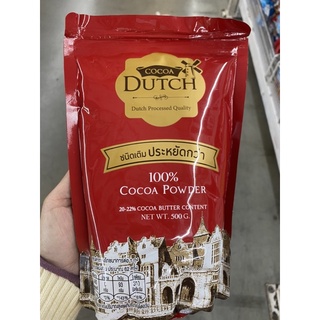 COCOA
DUTCH
Dutch Processed Quality
ชนิดเติม ประหยัดกว่า
100%
COCOA POWDER
20-22% COCOA BUTTER CONTENT
NET WT. 500 G.